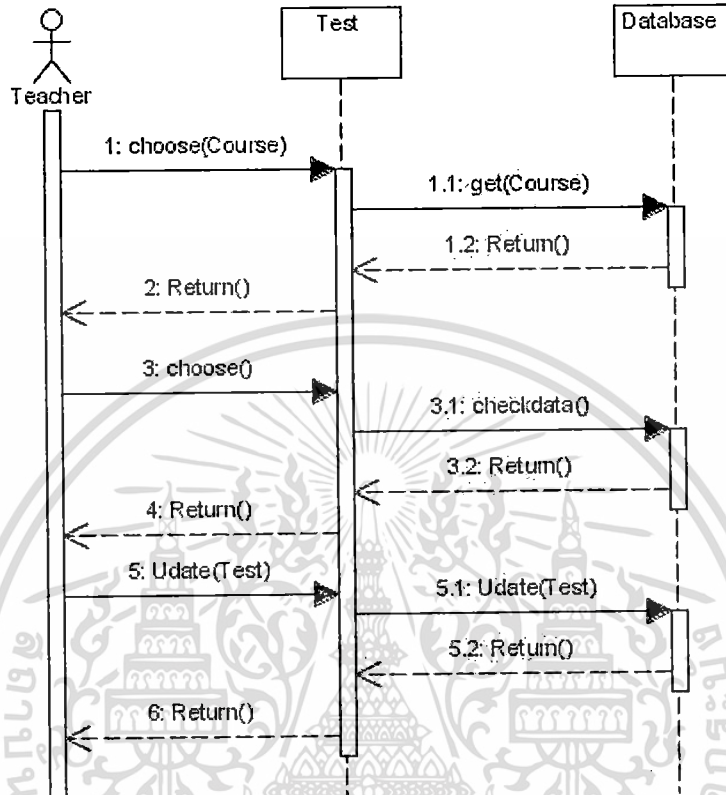 Test
Database
Teacher
1: choose(Course)
1.1: get(Course)
1.2: Return()
2: Return()
3: choose()
3.1: checkdata()
3.2: Return()
4: Return()
5: Udate(Test)
5.1: Udate(Test)
5.2: Return()
6: Return()